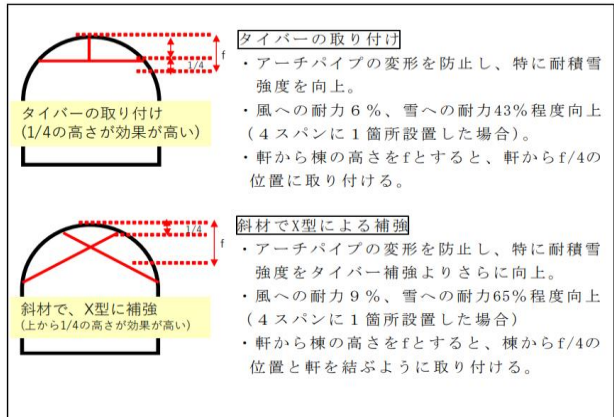 f
1/4
タイバーの取り付け
(1/4の高さが効果が高い)
タイバーの取り付け
・アーチパイプの変形を防止し、特に耐積雪
強度を向上。
・風への耐力6%、雪への耐力43%程度向上
(4スパンに1箇所設置した場合)。
・軒から棟の高さをfとすると、軒からf/4の
位置に取り付ける。
1/4
f
斜材で、X型に補強
(上から1/4の高さが効果が高い)
斜材でX型による補強
・アーチパイプの変形を防止し、特に耐積雪
強度をタイバー補強よりさらに向上。
・風への耐力9%、雪への耐力65%程度向上
(4スパンに1箇所設置した場合)
・軒から棟の高さをfとすると、棟からf/4の
位置と軒を結ぶように取り付ける。